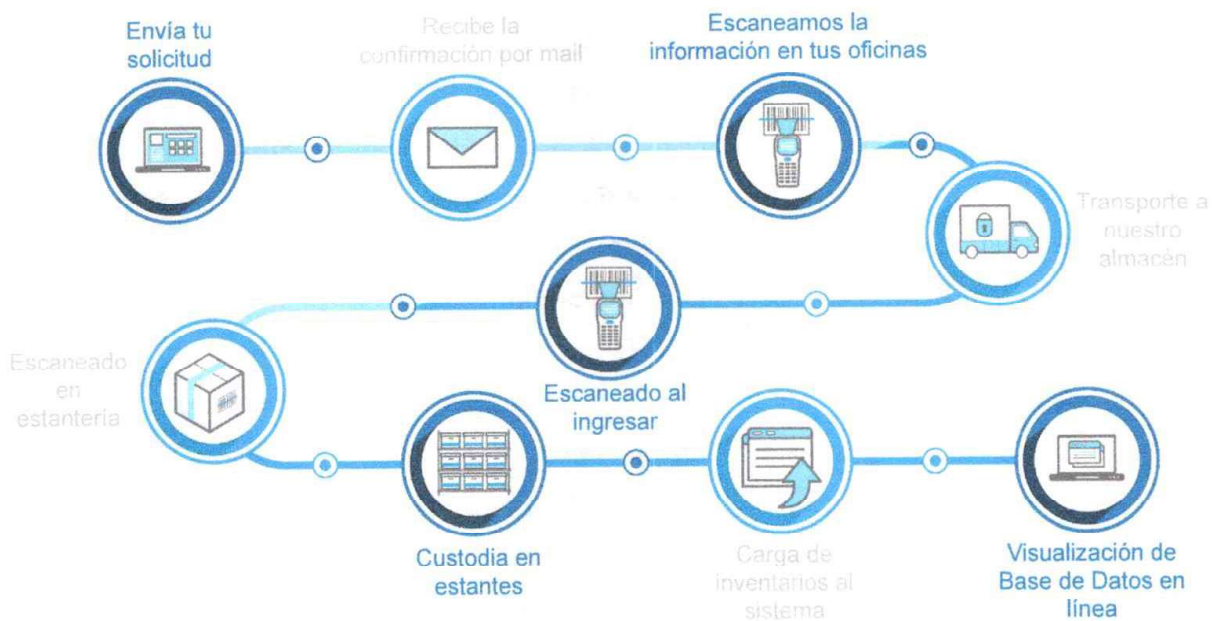 Envía tu
solicitud
Recibe la
confirmación por mail
Escaneamos la
información en tus oficinas
Transporte a
nuestro
almacén
Escaneado al
ingresar
Escaneado
en
estantería
Custodia en
estantes
Carga de
inventarios al
sistema
Visualización de
Base de Datos en
línea